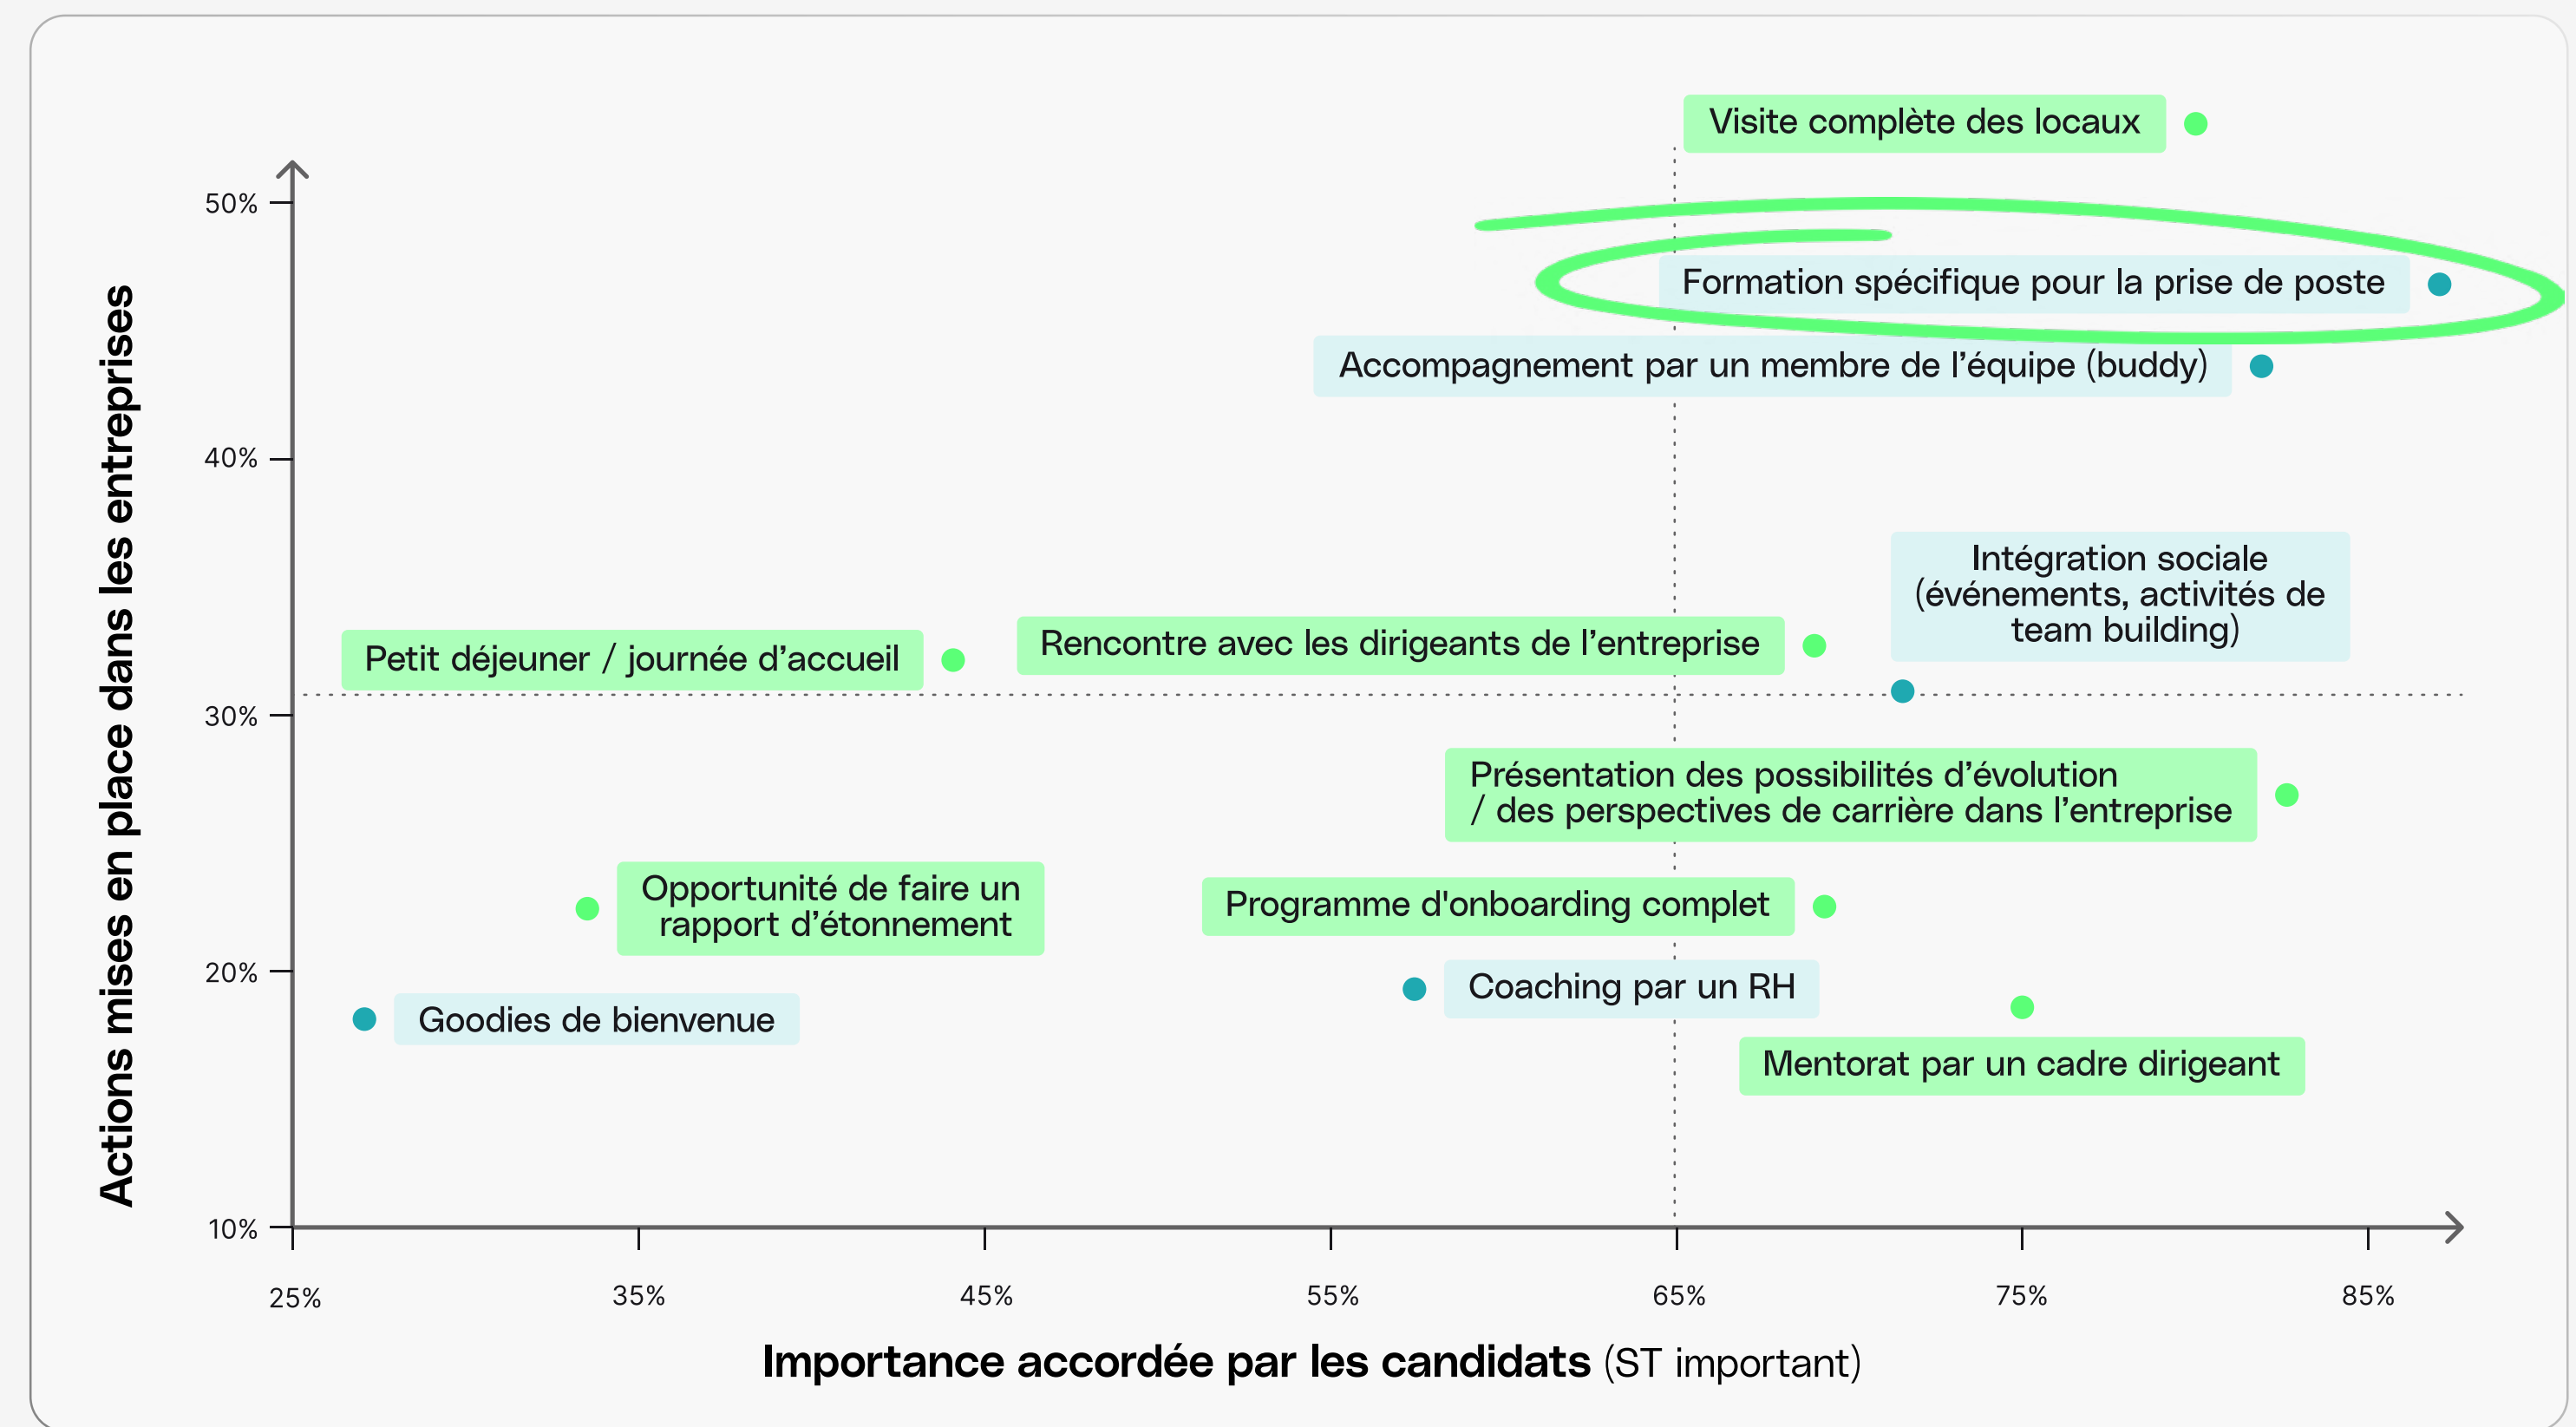 Visite complète des locaux
50%
Formation spécifique pour la prise de poste
Accompagnement par un membre de l’équipe (buddy)
40%
Intégration sociale
(événements, activités de
team building)
Petit déjeuner / journée d’accueil
Rencontre avec les dirigeants de l’entreprise
30%
Présentation des possibilités d’évolution
/ des perspectives de carrière dans l’entreprise
Opportunité de faire un
rapport d’étonnement
Programme d'onboarding complet
20%
Coaching par un RH
Goodies de bienvenue
Mentorat par un cadre dirigeant
10%
Actions mises en place dans les entreprises
25%
35%
45%
55%
65%
75%
85%
Importance accordée par les candidats (ST important)